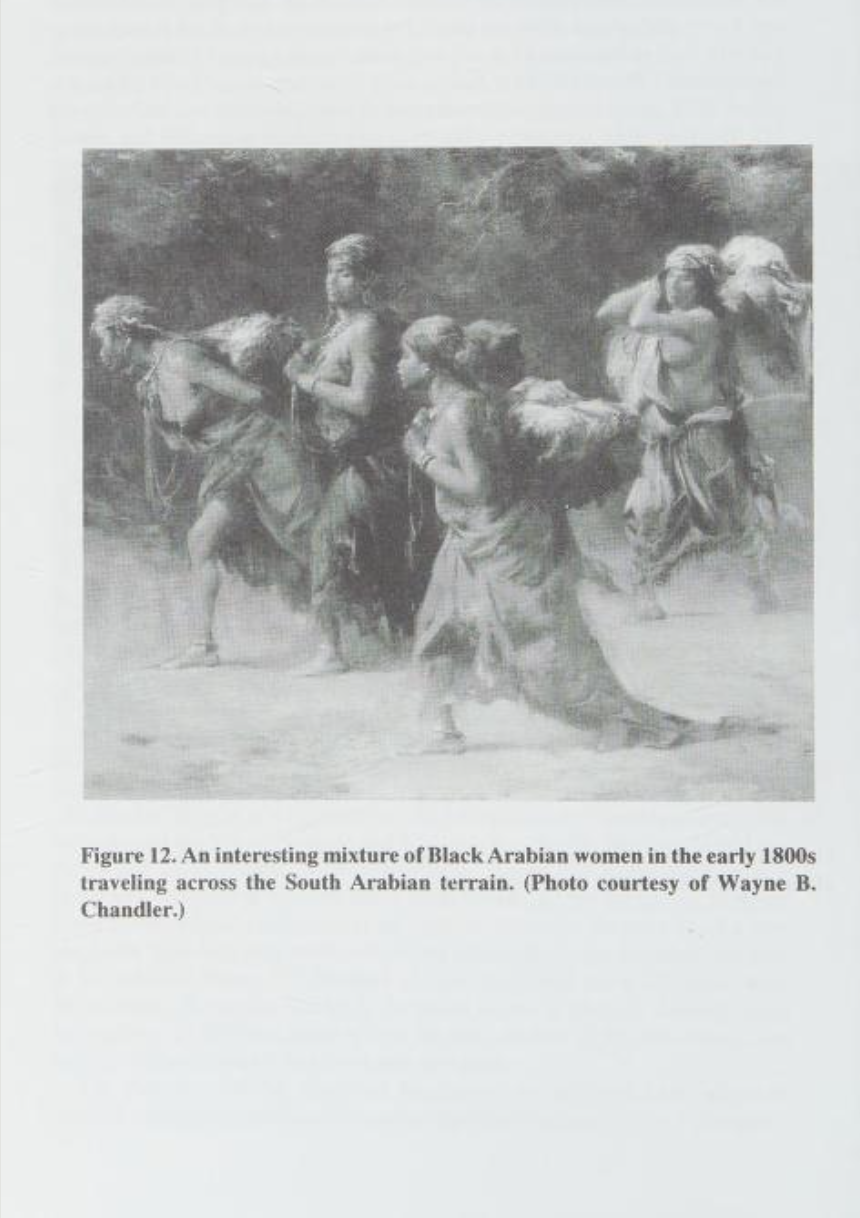 Figure 12. An interesting mixture of Black Arabian women in the early 1800s
traveling across the South Arabian terrain. (Photo courtesy of Wayne B.
Chandler.)